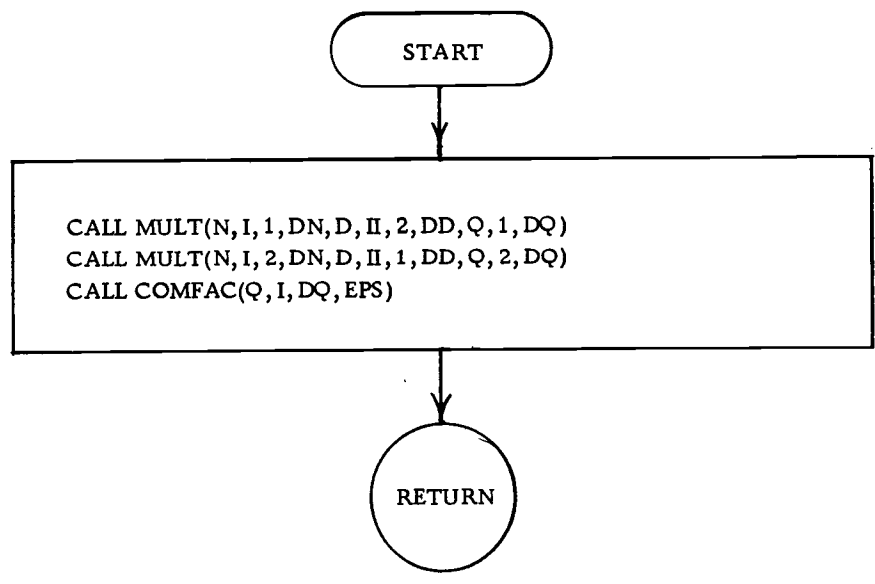 START
CALL MULT(N, I, 1, DN, D, II, 2, DD, Q, 1, DQ)
CALL MULT(N, I, 2, DN, D, II, 1, DD, Q, 2, DQ)
CALL COMFAC(Q, I, DQ, EPS)
RETURN